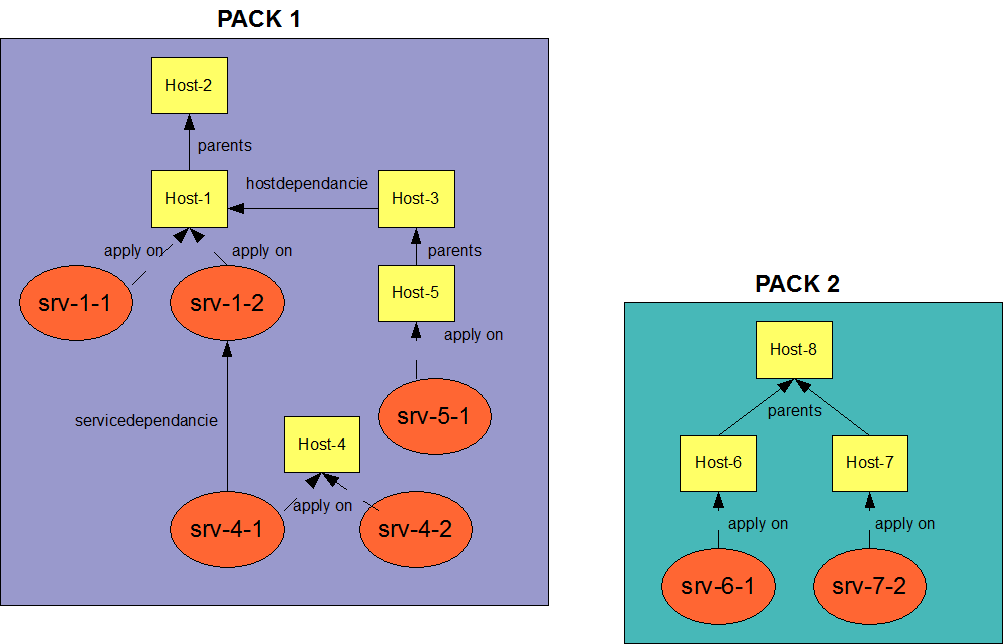 PACK 1
Host-2
parents
Host-1
hostdependancie
Host-3
apply on
apply on
parents
srv-1-1
srv-1-2
Host-5
apply on
servicedependancie
srv-5-1
Host-4
apply on
srv-4-1
srv-4-2
PACK 2
Host-8
parents
Host-6
Host-7
apply on
apply on
srv-6-1
srv-7-2